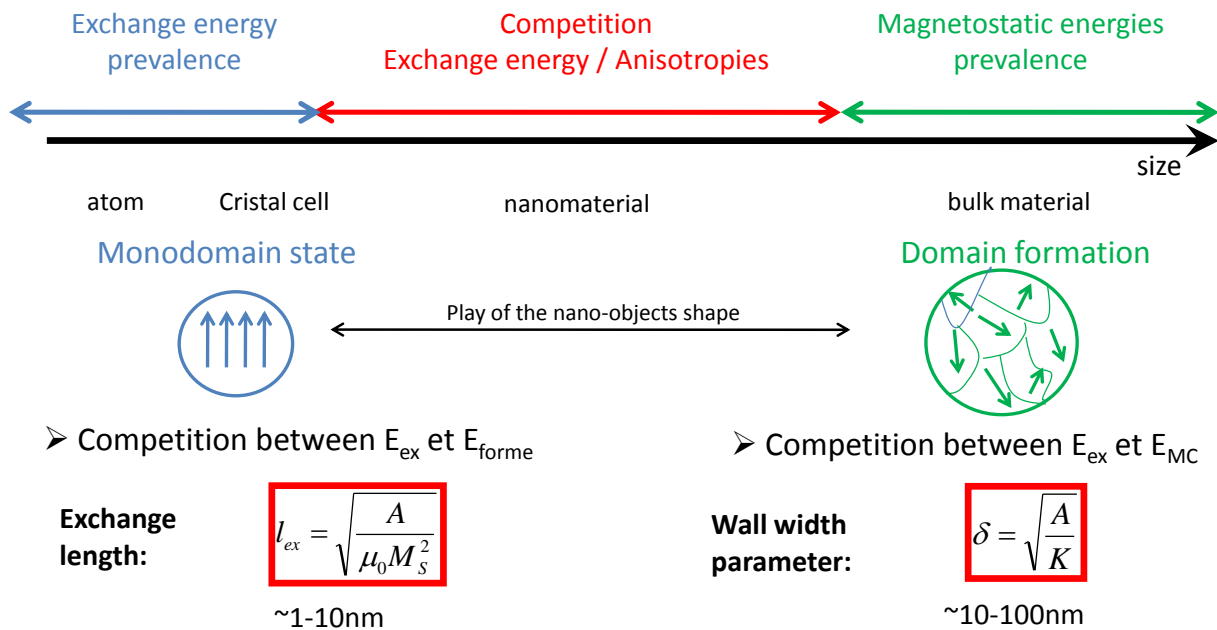 Exchange energy
prevalence
Competition
Exchange energy / Anisotropies
Magnetostatic energies
prevalence
size
atom
Cristal cell
nanomaterial
bulk material
Monodomain state
Domain formation
Play of the nano-objects shape
➤ Competition between E_ex et E_forme
➤ Competition between E_ex et E_MC
Exchange
length:
l_ex = √(A / (μ₀ M_S²))
Wall width
parameter:
δ = √(A / K)
~1-10nm
~10-100nm